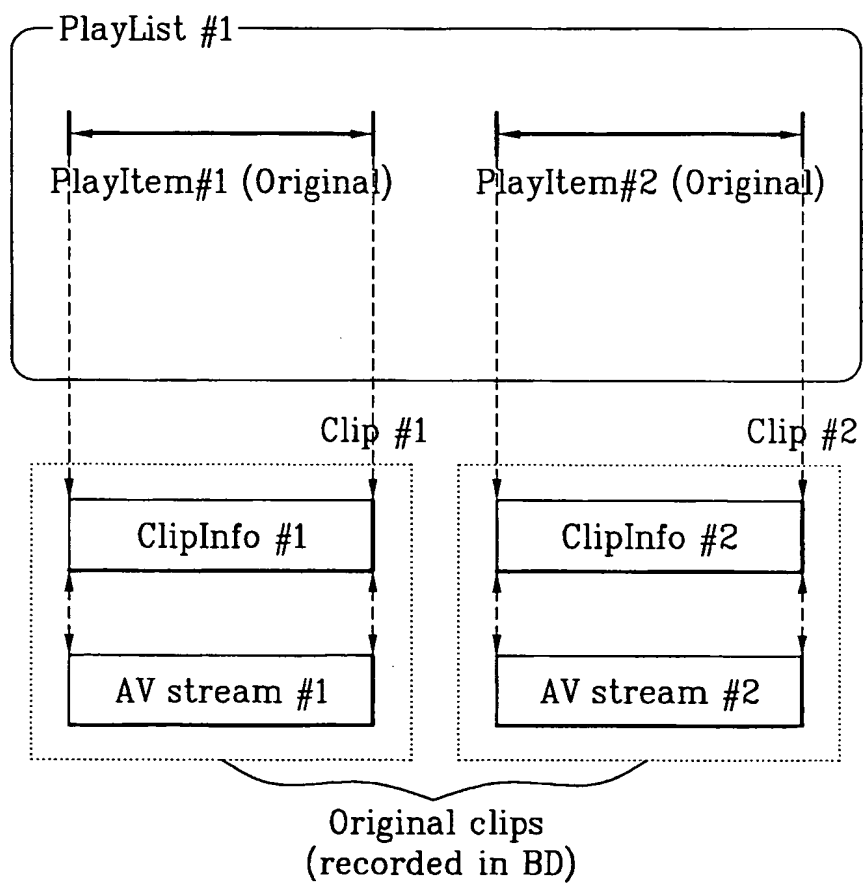 PlayList #1
PlayItem#1 (Original)
PlayItem#2 (Original)
Clip #1
Clip #2
ClipInfo #1
ClipInfo #2
AV stream #1
AV stream #2
Original clips
(recorded in BD)